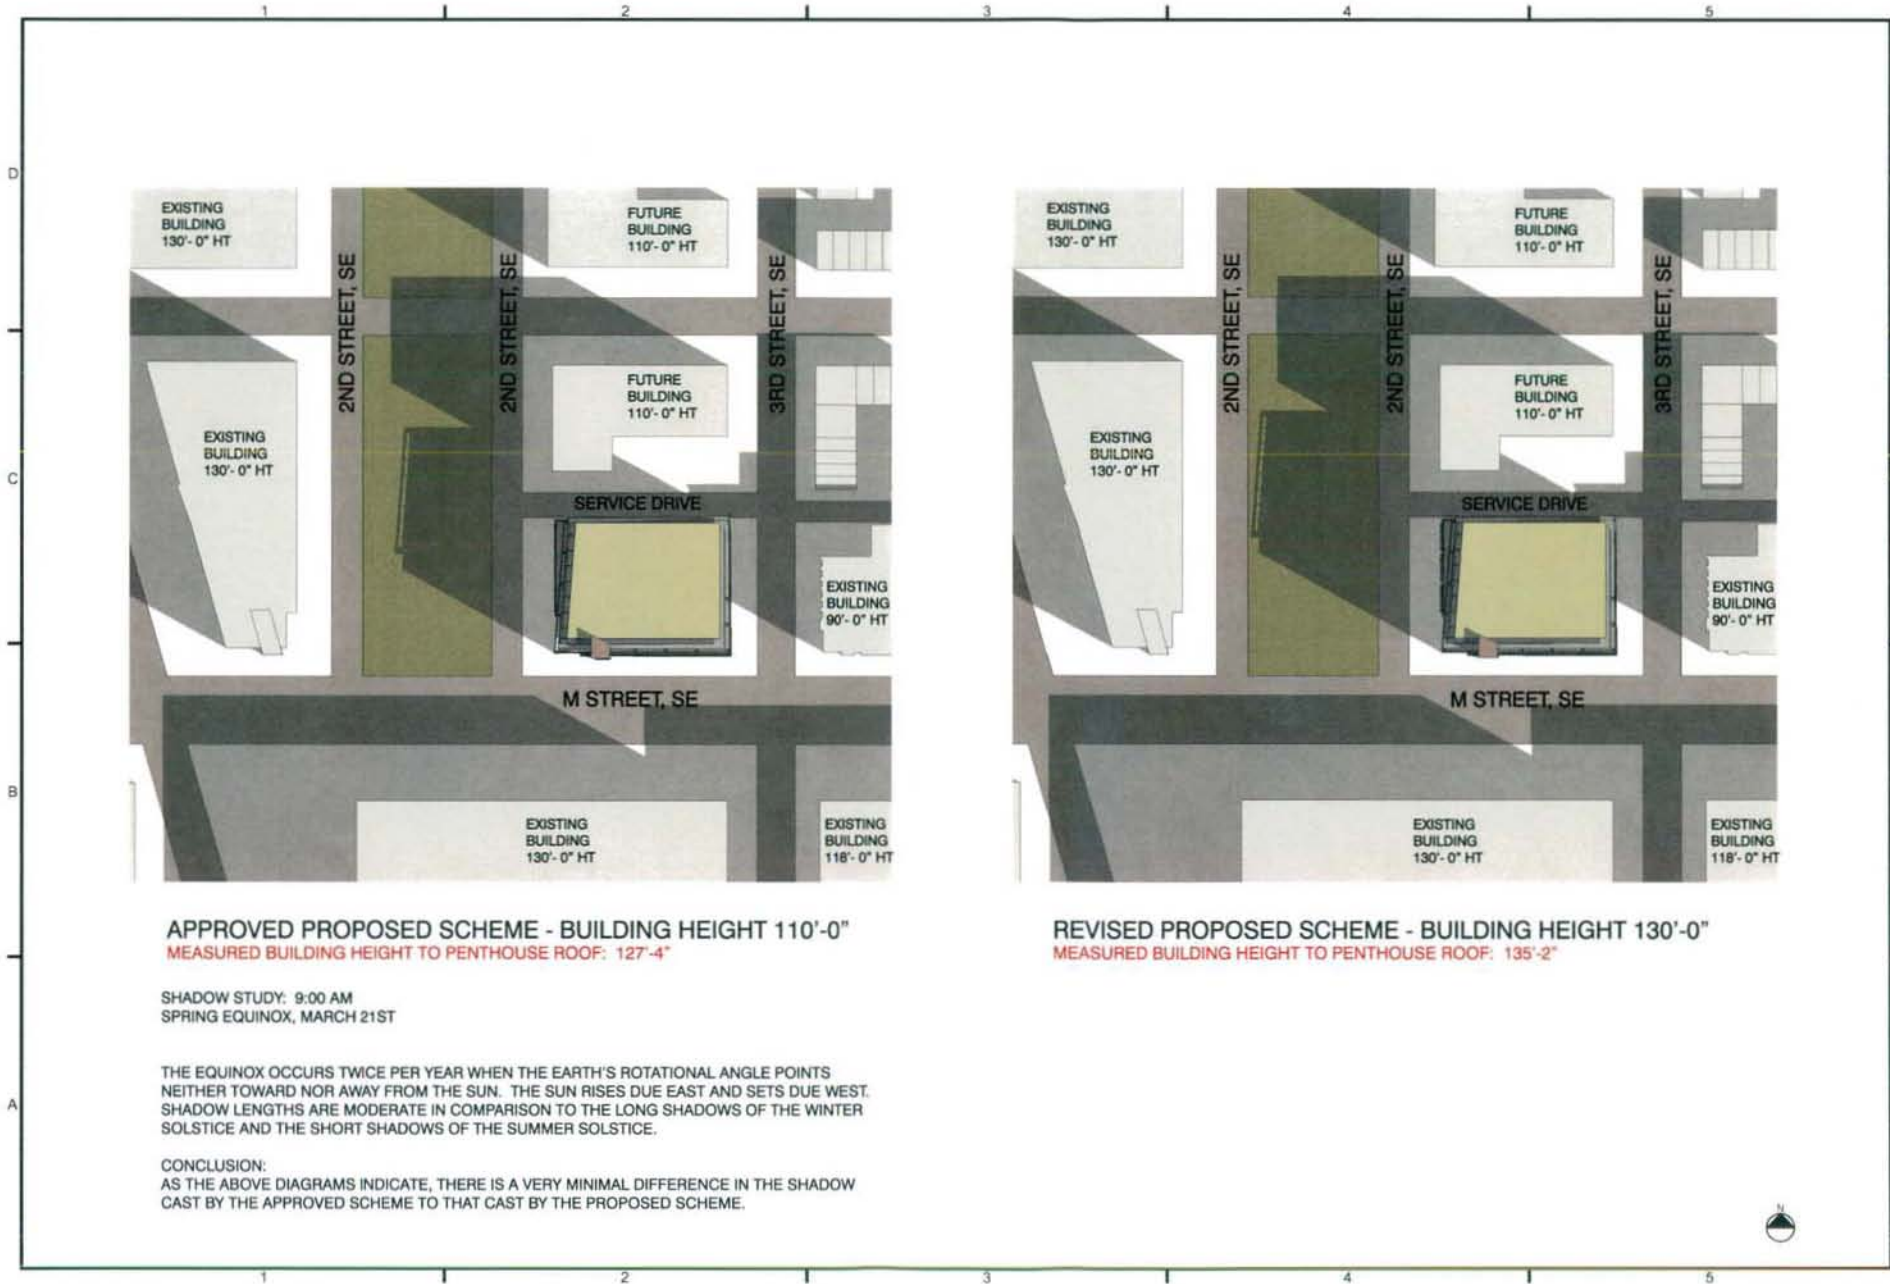 1 2 3 4 5
D
C
B
A
EXISTING
BUILDING
130'- 0" HT
2ND STREET, SE
2ND STREET, SE
FUTURE
BUILDING
110'- 0" HT
3RD STREET, SE
EXISTING
BUILDING
130'- 0" HT
FUTURE
BUILDING
110'- 0" HT
SERVICE DRIVE
EXISTING
BUILDING
90'- 0" HT
M STREET, SE
EXISTING
BUILDING
130'- 0" HT
EXISTING
BUILDING
118'- 0" HT
EXISTING
BUILDING
130'- 0" HT
2ND STREET, SE
2ND STREET, SE
FUTURE
BUILDING
110'- 0" HT
3RD STREET, SE
EXISTING
BUILDING
130'- 0" HT
FUTURE
BUILDING
110'- 0" HT
SERVICE DRIVE
EXISTING
BUILDING
90'- 0" HT
M STREET, SE
EXISTING
BUILDING
130'- 0" HT
EXISTING
BUILDING
118'- 0" HT
APPROVED PROPOSED SCHEME - BUILDING HEIGHT 110'-0"
MEASURED BUILDING HEIGHT TO PENTHOUSE ROOF: 127'-4"
REVISED PROPOSED SCHEME - BUILDING HEIGHT 130'-0"
MEASURED BUILDING HEIGHT TO PENTHOUSE ROOF: 135'-2"
SHADOW STUDY: 9:00 AM
SPRING EQUINOX, MARCH 21ST
THE EQUINOX OCCURS TWICE PER YEAR WHEN THE EARTH'S ROTATIONAL ANGLE POINTS
NEITHER TOWARD NOR AWAY FROM THE SUN. THE SUN RISES DUE EAST AND SETS DUE WEST.
SHADOW LENGTHS ARE MODERATE IN COMPARISON TO THE LONG SHADOWS OF THE WINTER
SOLSTICE AND THE SHORT SHADOWS OF THE SUMMER SOLSTICE.
CONCLUSION:
AS THE ABOVE DIAGRAMS INDICATE, THERE IS A VERY MINIMAL DIFFERENCE IN THE SHADOW
CAST BY THE APPROVED SCHEME TO THAT CAST BY THE PROPOSED SCHEME.
N
1 2 3 4 5